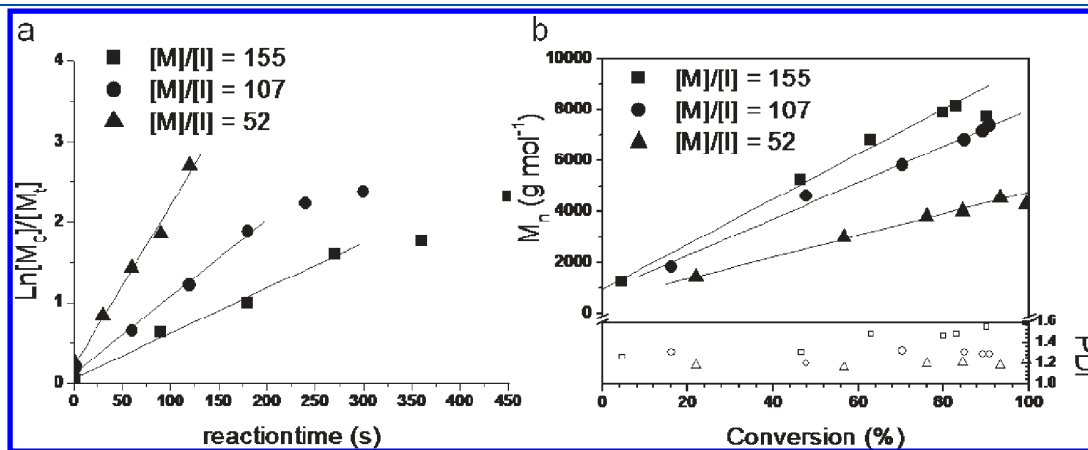 a
[M]/[I] = 155
[M]/[I] = 107
[M]/[I] = 52
Ln[M₀]/[Mₜ]
4
3
2
1
0
0 50 100 150 200 250 300 350 400 450
reactiontime (s)
b
[M]/[I] = 155
[M]/[I] = 107
[M]/[I] = 52
Mₙ (g mol⁻¹)
10000
8000
6000
4000
2000
0
1.6
1.4
1.2
1.0
PDI
0 20 40 60 80 100
Conversion (%)